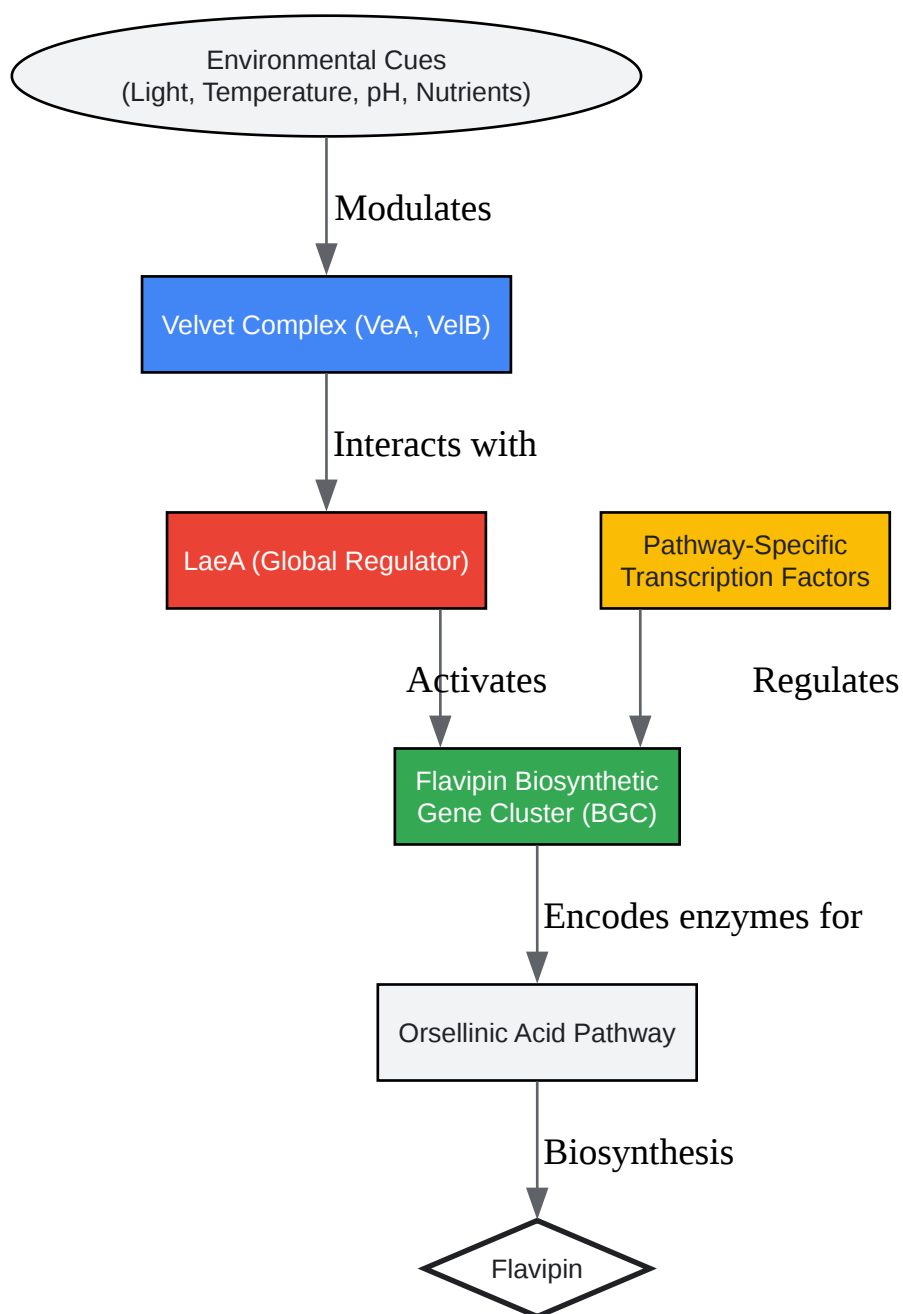 Environmental Cues
(Light, Temperature, pH, Nutrients)
Modulates
Velvet Complex (VeA, VelB)
Interacts with
LaeA (Global Regulator)
Pathway-Specific
Transcription Factors
Activates
Regulates
Flavipin Biosynthetic
Gene Cluster (BGC)
Encodes enzymes for
Orsellinic Acid Pathway
Biosynthesis
Flavipin